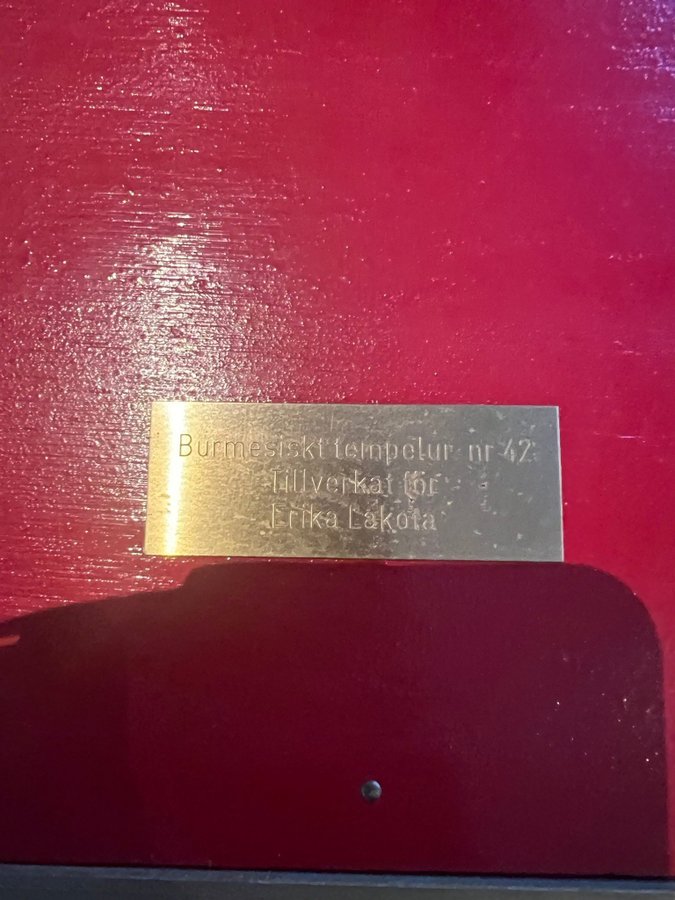 Burmesiskt tempelur nr 42
Tillverkat för
Erika Lakota